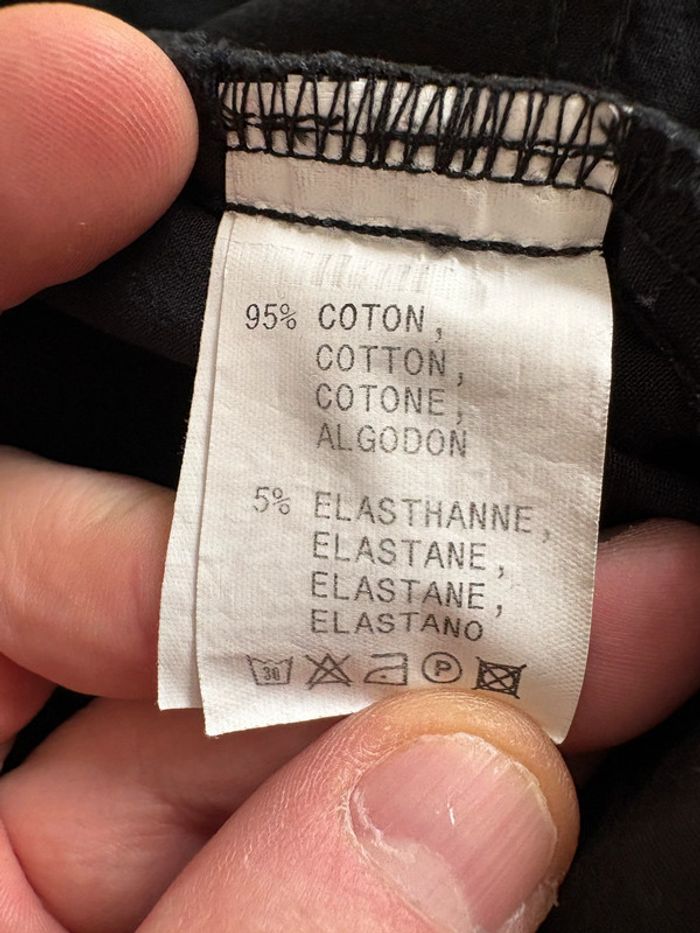 95% COTON,
COTTON,
COTONE,
ALGODON
5% ELASTHANNE,
ELASTANE,
ELASTANE,
ELASTANO
30 P